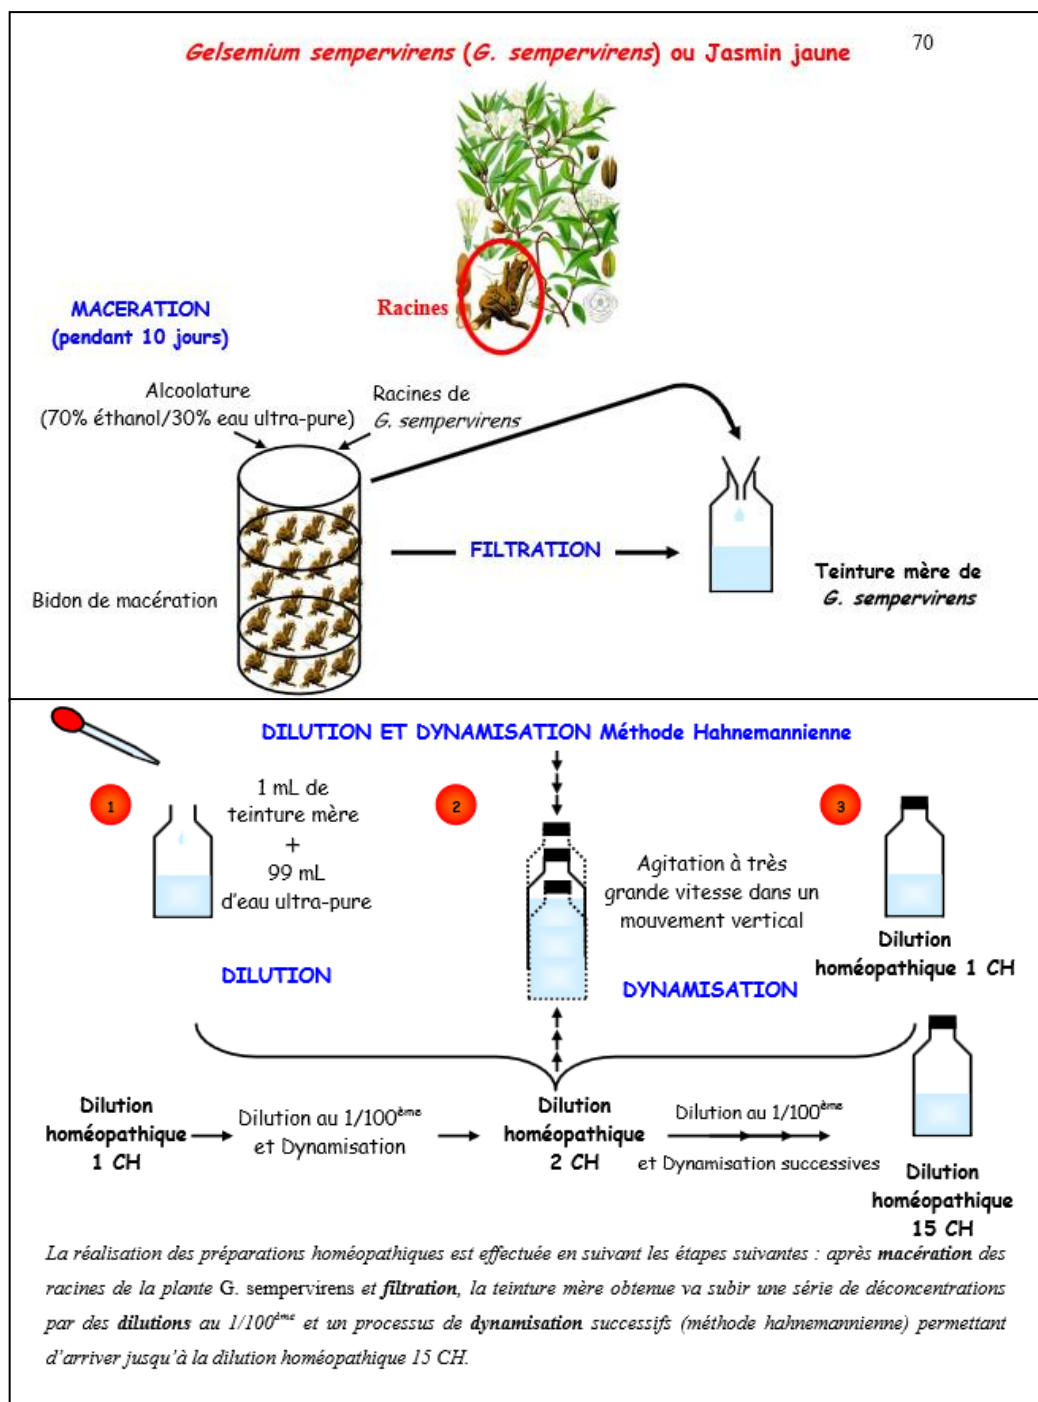 70
Gelsemium sempervirens (G. sempervirens) ou Jasmin jaune
Racines
MACERATION
(pendant 10 jours)
Alcoolature
(70% éthanol/30% eau ultra-pure)
Racines de
G. sempervirens
FILTRATION
Bidon de macération
Teinture mère de
G. sempervirens
DILUTION ET DYNAMISATION Méthode Hahnemannienne
1
1 mL de
teinture mère
+
99 mL
d'eau ultra-pure
DILUTION
2
Agitation à très
grande vitesse dans un
mouvement vertical
DYNAMISATION
3
Dilution
homéopathique 1 CH
Dilution
homéopathique
1 CH
Dilution au 1/100ème
et Dynamisation
Dilution
homéopathique
2 CH
Dilution au 1/100ème
et Dynamisation successives
Dilution
homéopathique
15 CH
La réalisation des préparations homéopathiques est effectuée en suivant les étapes suivantes : après macération des
racines de la plante G. sempervirens et filtration, la teinture mère obtenue va subir une série de déconcentrations
par des dilutions au 1/100ème et un processus de dynamisation successifs (méthode hahnemannienne) permettant
d'arriver jusqu'à la dilution homéopathique 15 CH.